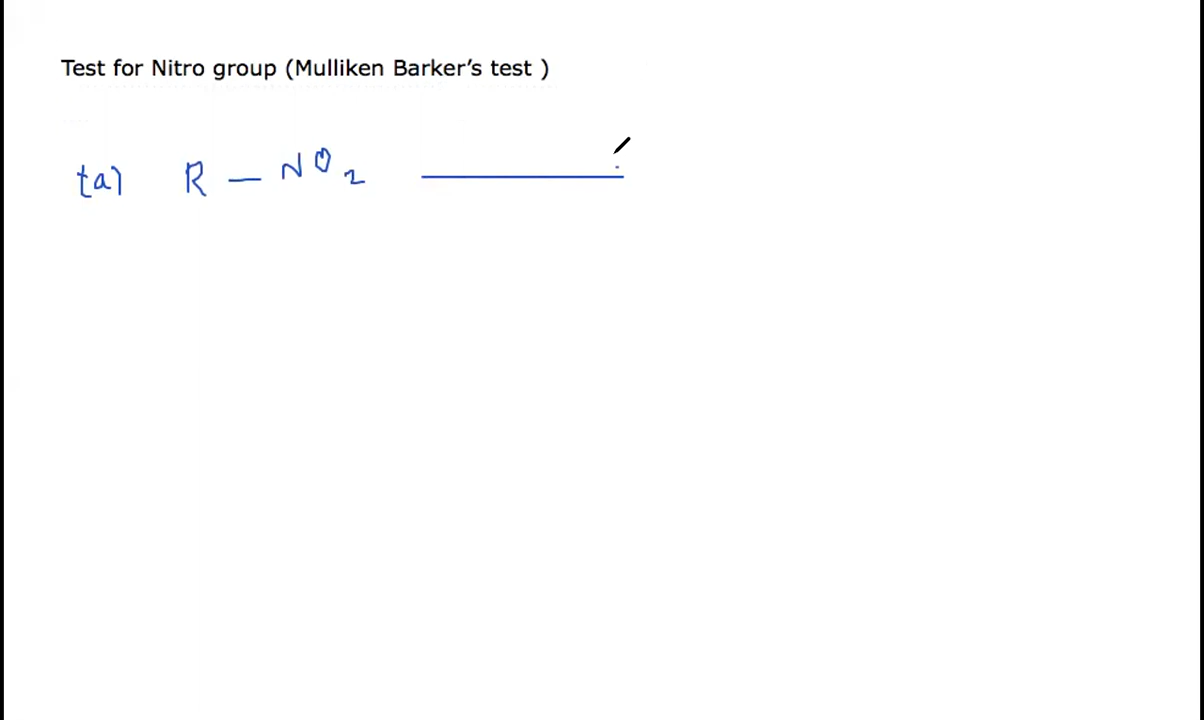 Test for Nitro group (Mulliken Barker’s test )
(a) R — NO₂